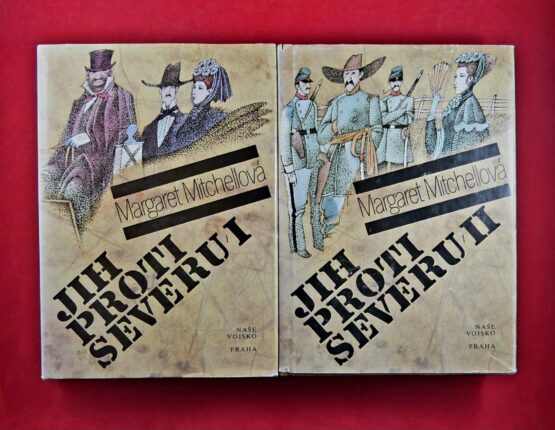 Margaret Mitchellová
JIH
PROTI
SEVERU/I
NAŠE
VOJSKO
PRAHA
Margaret Mitchellová
JIH
PROTI
SEVERU/II
NAŠE
VOJSKO
PRAHA